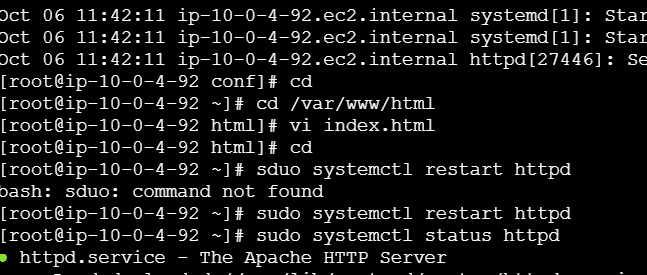 Oct 06 11:42:11 ip-10-0-4-92.ec2.internal systemd[1]: Star
Oct 06 11:42:11 ip-10-0-4-92.ec2.internal systemd[1]: Star
Oct 06 11:42:11 ip-10-0-4-92.ec2.internal httpd[27446]: Se
[root@ip-10-0-4-92 conf]# cd
[root@ip-10-0-4-92 ~]# cd /var/www/html
[root@ip-10-0-4-92 html]# vi index.html
[root@ip-10-0-4-92 html]# cd
[root@ip-10-0-4-92 ~]# sduo systemctl restart httpd
bash: sduo: command not found
[root@ip-10-0-4-92 ~]# sudo systemctl restart httpd
[root@ip-10-0-4-92 ~]# sudo systemctl status httpd
● httpd.service - The Apache HTTP Server